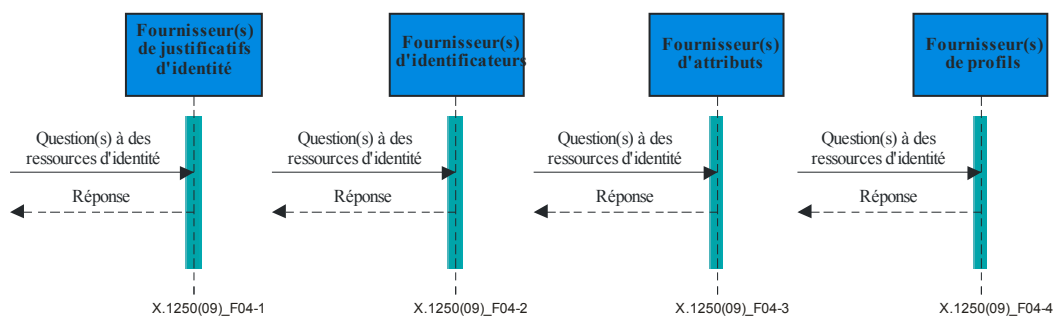 Fournisseur(s)
de justificatifs
d'identité
Question(s) à des
ressources d'identité
Réponse
X.1250(09)_F04-1
Fournisseur(s)
d'identificateurs
Question(s) à des
ressources d'identité
Réponse
X.1250(09)_F04-2
Fournisseur(s)
d'attributs
Question(s) à des
ressources d'identité
Réponse
X.1250(09)_F04-3
Fournisseur(s)
de profils
Question(s) à des
ressources d'identité
Réponse
X.1250(09)_F04-4